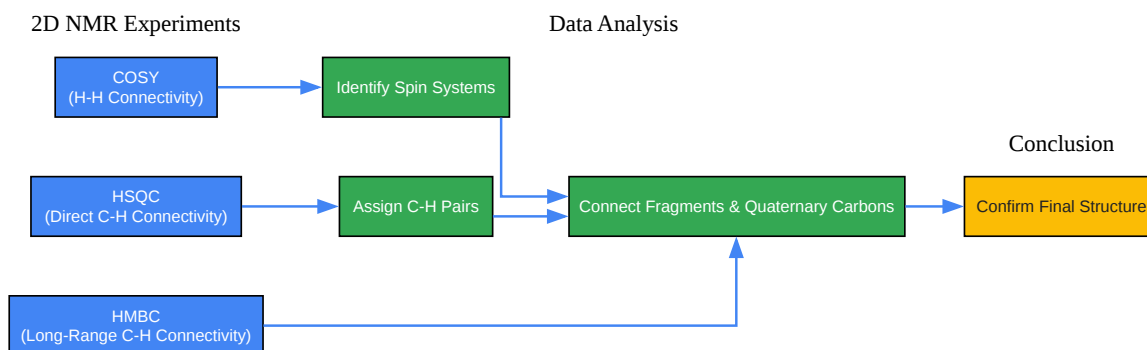 2D NMR Experiments
Data Analysis
COSY
(H-H Connectivity)
Identify Spin Systems
Conclusion
HSQC
(Direct C-H Connectivity)
Assign C-H Pairs
Connect Fragments & Quaternary Carbons
Confirm Final Structure
HMBC
(Long-Range C-H Connectivity)